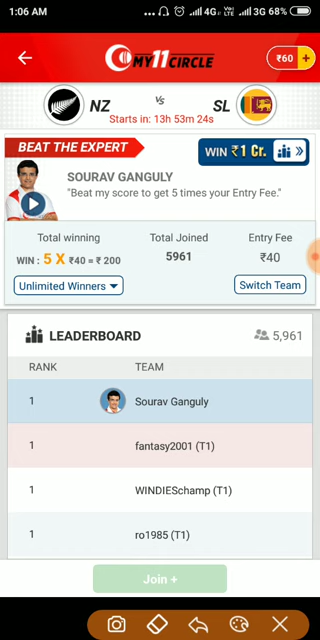 1:06 AM ... 4G Vo LTE 3G 68%
MY11CIRCLE
₹60 +
NZ Vs SL
Starts in: 13h 53m 24s
BEAT THE EXPERT
WIN ₹1 Cr. »
SOURAV GANGULY
"Beat my score to get 5 times your Entry Fee."
Total winning Total Joined Entry Fee
WIN : 5 X ₹40 = ₹ 200 5961 ₹40
Unlimited Winners Switch Team
LEADERBOARD 5,961
RANK TEAM
1 Sourav Ganguly
1 fantasy2001 (T1)
1 WINDIESchamp (T1)
1 ro1985 (T1)
Join +